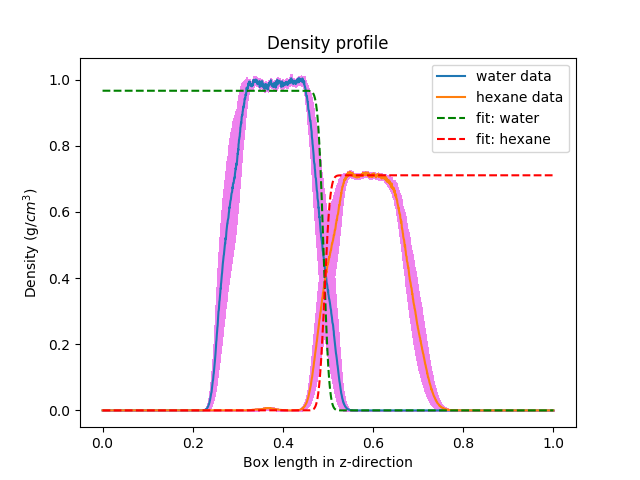 Density profile
water data
hexane data
fit: water
fit: hexane
Density (g/cm³)
1.0
0.8
0.6
0.4
0.2
0.0
0.0 0.2 0.4 0.6 0.8 1.0
Box length in z-direction